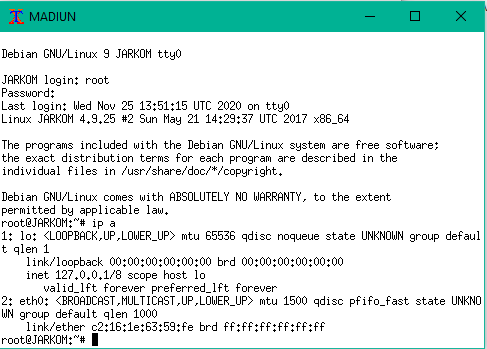 MADIUN
Debian GNU/Linux 9 JARKOM tty0
JARKOM login: root
Password:
Last login: Wed Nov 25 13:51:15 UTC 2020 on tty0
Linux JARKOM 4.9.25 #2 Sun May 21 14:29:37 UTC 2017 x86_64
The programs included with the Debian GNU/Linux system are free software;
the exact distribution terms for each program are described in the
individual files in /usr/share/doc/*/copyright.
Debian GNU/Linux comes with ABSOLUTELY NO WARRANTY, to the extent
permitted by applicable law.
root@JARKOM:~# ip a
1: lo: <LOOPBACK,UP,LOWER_UP> mtu 65536 qdisc noqueue state UNKNOWN group defaul
t qlen 1
link/loopback 00:00:00:00:00:00 brd 00:00:00:00:00:00
inet 127.0.0.1/8 scope host lo
valid_lft forever preferred_lft forever
2: eth0: <BROADCAST,MULTICAST,UP,LOWER_UP> mtu 1500 qdisc pfifo_fast state UNKNO
WN group default qlen 1000
link/ether c2:16:1e:63:59:fe brd ff:ff:ff:ff:ff:ff
root@JARKOM:~#